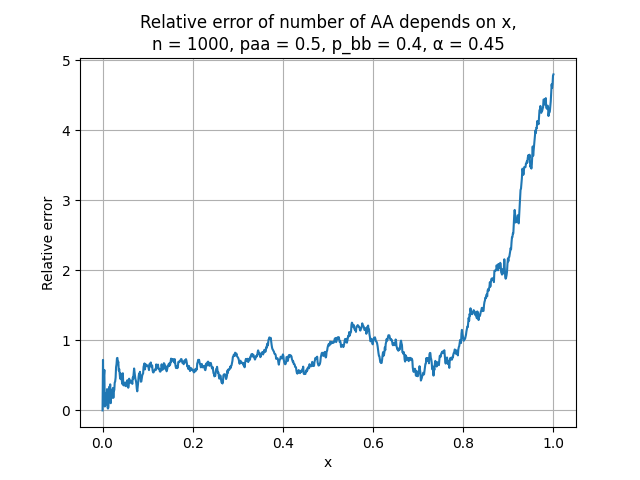 Relative error of number of AA depends on x,
n = 1000, paa = 0.5, p_bb = 0.4, α = 0.45
5
4
3
2
1
0
Relative error
0.0 0.2 0.4 0.6 0.8 1.0
x